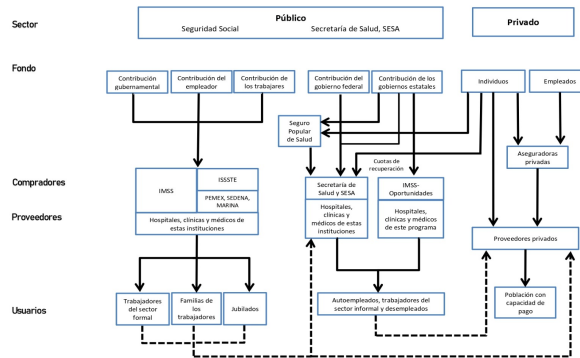 Sector
Público
Seguridad Social
Secretaría de Salud, SESA
Privado
Fondo
Contribución
gubernamental
Contribución del
empleador
Contribución de
los trabajares
Contribución del
gobierno federal
Contribución de los
gobiernos estatales
Individuos
Empleados
Seguro
Popular
de Salud
Cuotas de
recuperación
Aseguradoras
privadas
Compradores
IMSS
ISSSTE
PEMEX, SEDENA,
MARINA
Secretaría de
Salud y SESA
IMSS-
Oportunidades
Proveedores
Hospitales, clínicas y médicos de
estas instituciones
Hospitales,
clínicas y
médicos de estas
instituciones
Hospitales,
clínicas y médicos
de este programa
Proveedores privados
Usuarios
Trabajadores
del sector
formal
Familias de
los
trabajadores
Jubilados
Autoempleados, trabajadores del
sector informal y desempleados
Población con
capacidad de
pago